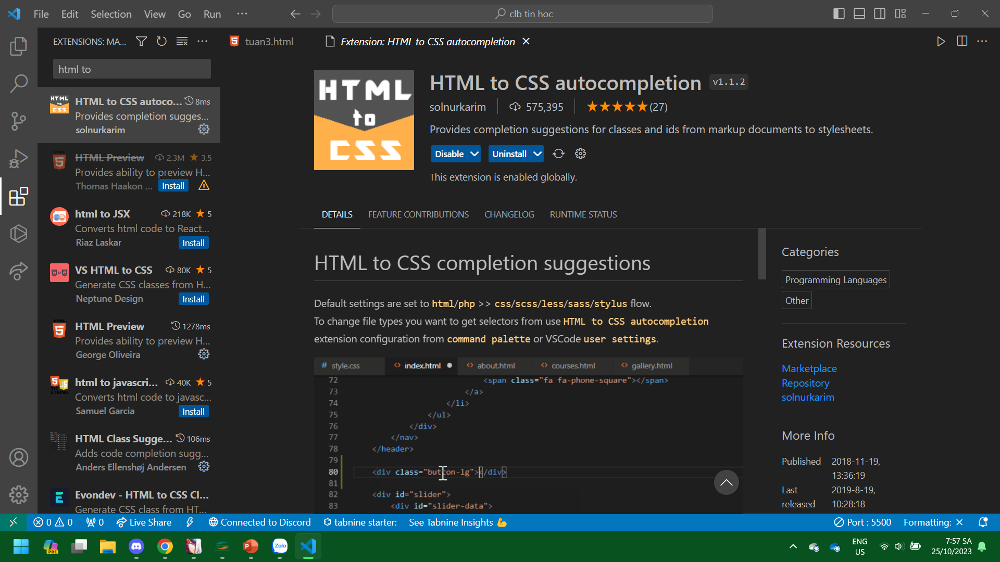 File Edit Selection View Go Run ···
clb tin hoc
EXTENSIONS: MA...
html to
HTML to CSS autoco... 8ms
Provides completion sugges...
solnurkarim
HTML Preview 2.3M 3.5
Provides ability to preview H...
Thomas Haakon ... Install
html to JSX 218K 5
Converts html code to React...
Riaz Laskar Install
VS HTML to CSS 80K 5
Generate CSS classes from H...
Neptune Design Install
HTML Preview 1278ms
Provides ability to preview H...
George Oliveira
html to javascri... 40K 5
Converts html code to javasc...
Samuel Garcia Install
HTML Class Sugge... 106ms
Adds code completion sugg...
Anders Ellenshøj Andersen
Evondev - HTML to CSS Cl...
Generate CSS class from HT...
tuan3.html
Extension: HTML to CSS autocompletion
HTML
to
CSS
HTML to CSS autocompletion v1.1.2
solnurkarim 575,395 (27)
Provides completion suggestions for classes and ids from markup documents to stylesheets.
Disable Uninstall
This extension is enabled globally.
DETAILS FEATURE CONTRIBUTIONS CHANGELOG RUNTIME STATUS
HTML to CSS completion suggestions
Default settings are set to html/php >> css/scss/less/sass/stylus flow.
To change file types you want to get selectors from use HTML to CSS autocompletion
extension configuration from command palette or VSCode user settings.
# style.css <> index.html <> about.html <> courses.html <> gallery.html
72 <span class="fa fa-phone-square"></span>
73 </a>
74 </li>
75 </ul>
76 </div>
77 </nav>
78 </header>
79
80 <div class="button-lg"></div>
81
82 <div id="slider">
83 <div id="slider-data">
Categories
Programming Languages
Other
Extension Resources
Marketplace
Repository
solnurkarim
More Info
Published 2018-11-19,
13:36:19
Last 2019-8-19,
released 10:28:18
0 0 0 Live Share Connected to Discord tabnine starter: See Tabnine Insights Port : 5500 Formatting:
PRE
Zalo
ENG
US
7:57 SA
25/10/2023